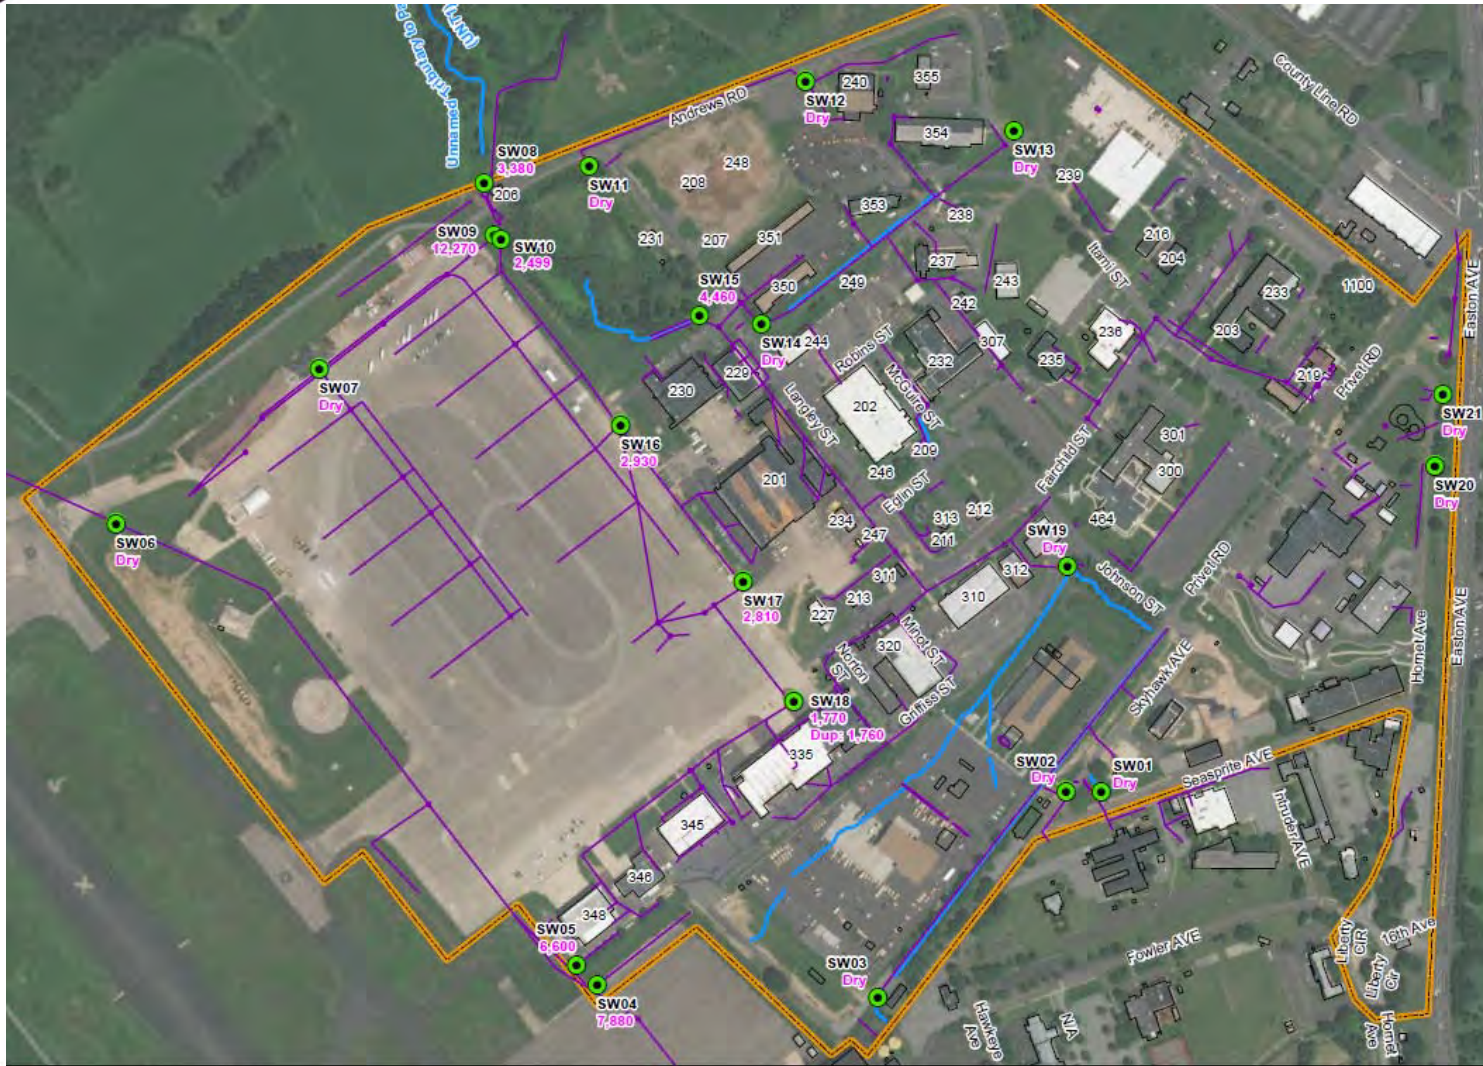 Unnamed Tributary to Pe
(UNT1)
County Line RD
240
355
SW12
Dry
Andrews RD
354
SW13
Dry
SW08
3,380
206
248
208
SW11
Dry
239
353
238
SW09
12,270
SW10
2,499
231
207
351
216
204
Irami ST
237
243
SW15
4,460
350
249
242
233
1100
Easton AVE
203
236
SW14
Dry
244
Robins ST
232
307
235
219
Privet RD
SW07
Dry
229
230
McGuire ST
202
Langley ST
SW21
Dry
SW16
2,930
209
301
Fairchild ST
246
201
300
SW20
Dry
Eglin ST
212
313
464
234
211
247
SW19
Dry
SW06
Dry
312
Johnson ST
Privet RD
311
SW17
2,810
213
310
227
Minot ST
320
Norton ST
Hornet Ave
Easton AVE
Skyhawk AVE
Griffiss ST
SW18
1,770
Dup: 1,760
335
SW02
Dry
SW01
Dry
Seasprite AVE
Intruder AVE
345
346
348
SW05
6,600
Fowler AVE
Liberty CIR
16th Ave
Liberty Cir
SW03
Dry
SW04
7,880
Hawkeye Ave
N/A
Hornet Ave